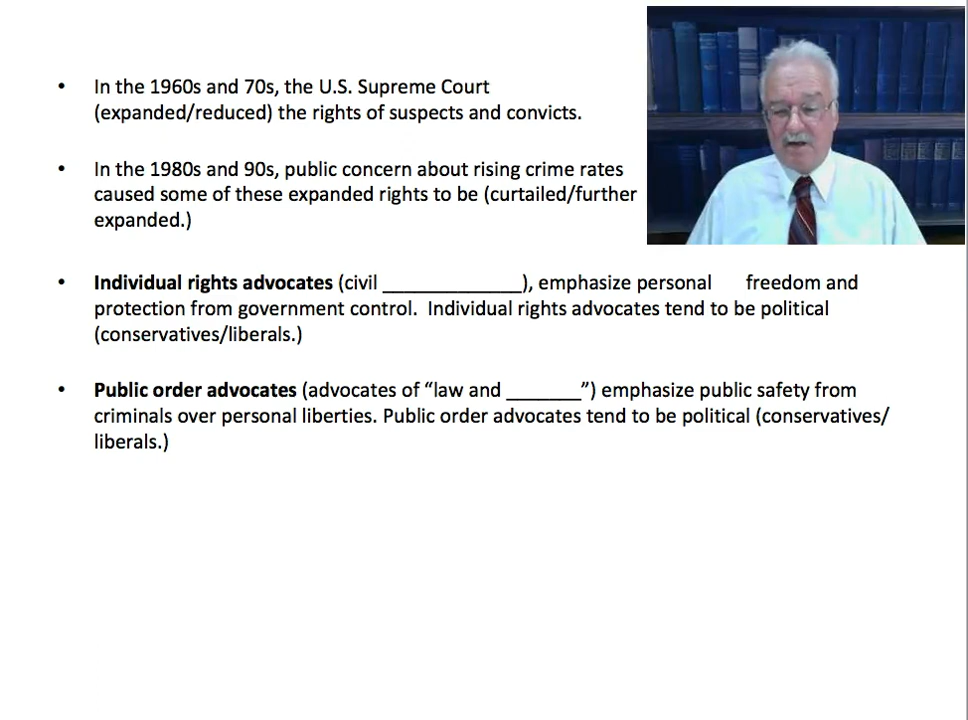 • In the 1960s and 70s, the U.S. Supreme Court
(expanded/reduced) the rights of suspects and convicts.
• In the 1980s and 90s, public concern about rising crime rates
caused some of these expanded rights to be (curtailed/further
expanded.)
• Individual rights advocates (civil _____________), emphasize personal freedom and
protection from government control. Individual rights advocates tend to be political
(conservatives/liberals.)
• Public order advocates (advocates of “law and _______”) emphasize public safety from
criminals over personal liberties. Public order advocates tend to be political (conservatives/
liberals.)